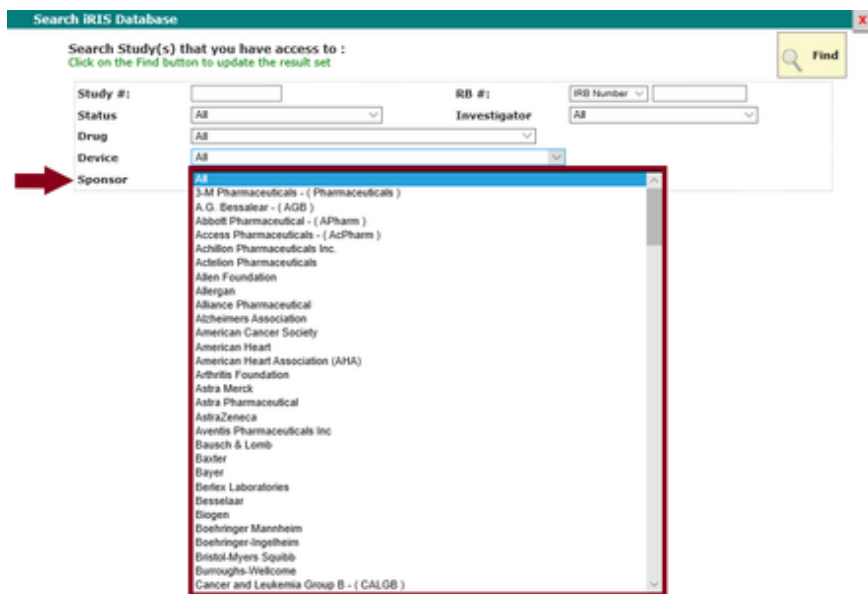 Search iRIS Database
X
Search Study(s) that you have access to :
Click on the Find button to update the result set
Find
Study #:
RB #:
IRB Number
Status
All
Investigator
All
Drug
All
Device
All
Sponsor
All
3-M Pharmaceuticals - ( Pharmaceuticals )
A.G. Bessalear - ( AGB )
Abbott Pharmaceutical - ( APharm )
Access Pharmaceuticals - ( AcPharm )
Achillon Pharmaceuticals Inc.
Actelion Pharmaceuticals
Allen Foundation
Allergan
Alliance Pharmaceutical
Alzheimers Association
American Cancer Society
American Heart
American Heart Association (AHA)
Arthritis Foundation
Astra Merck
Astra Pharmaceutical
AstraZeneca
Aventis Pharmaceuticals Inc
Bausch & Lomb
Baxter
Bayer
Berlex Laboratories
Besselaar
Biogen
Boehringer Mannheim
Boehringer-Ingelheim
Bristol-Myers Squibb
Burroughs-Wellcome
Cancer and Leukemia Group B - ( CALGB )